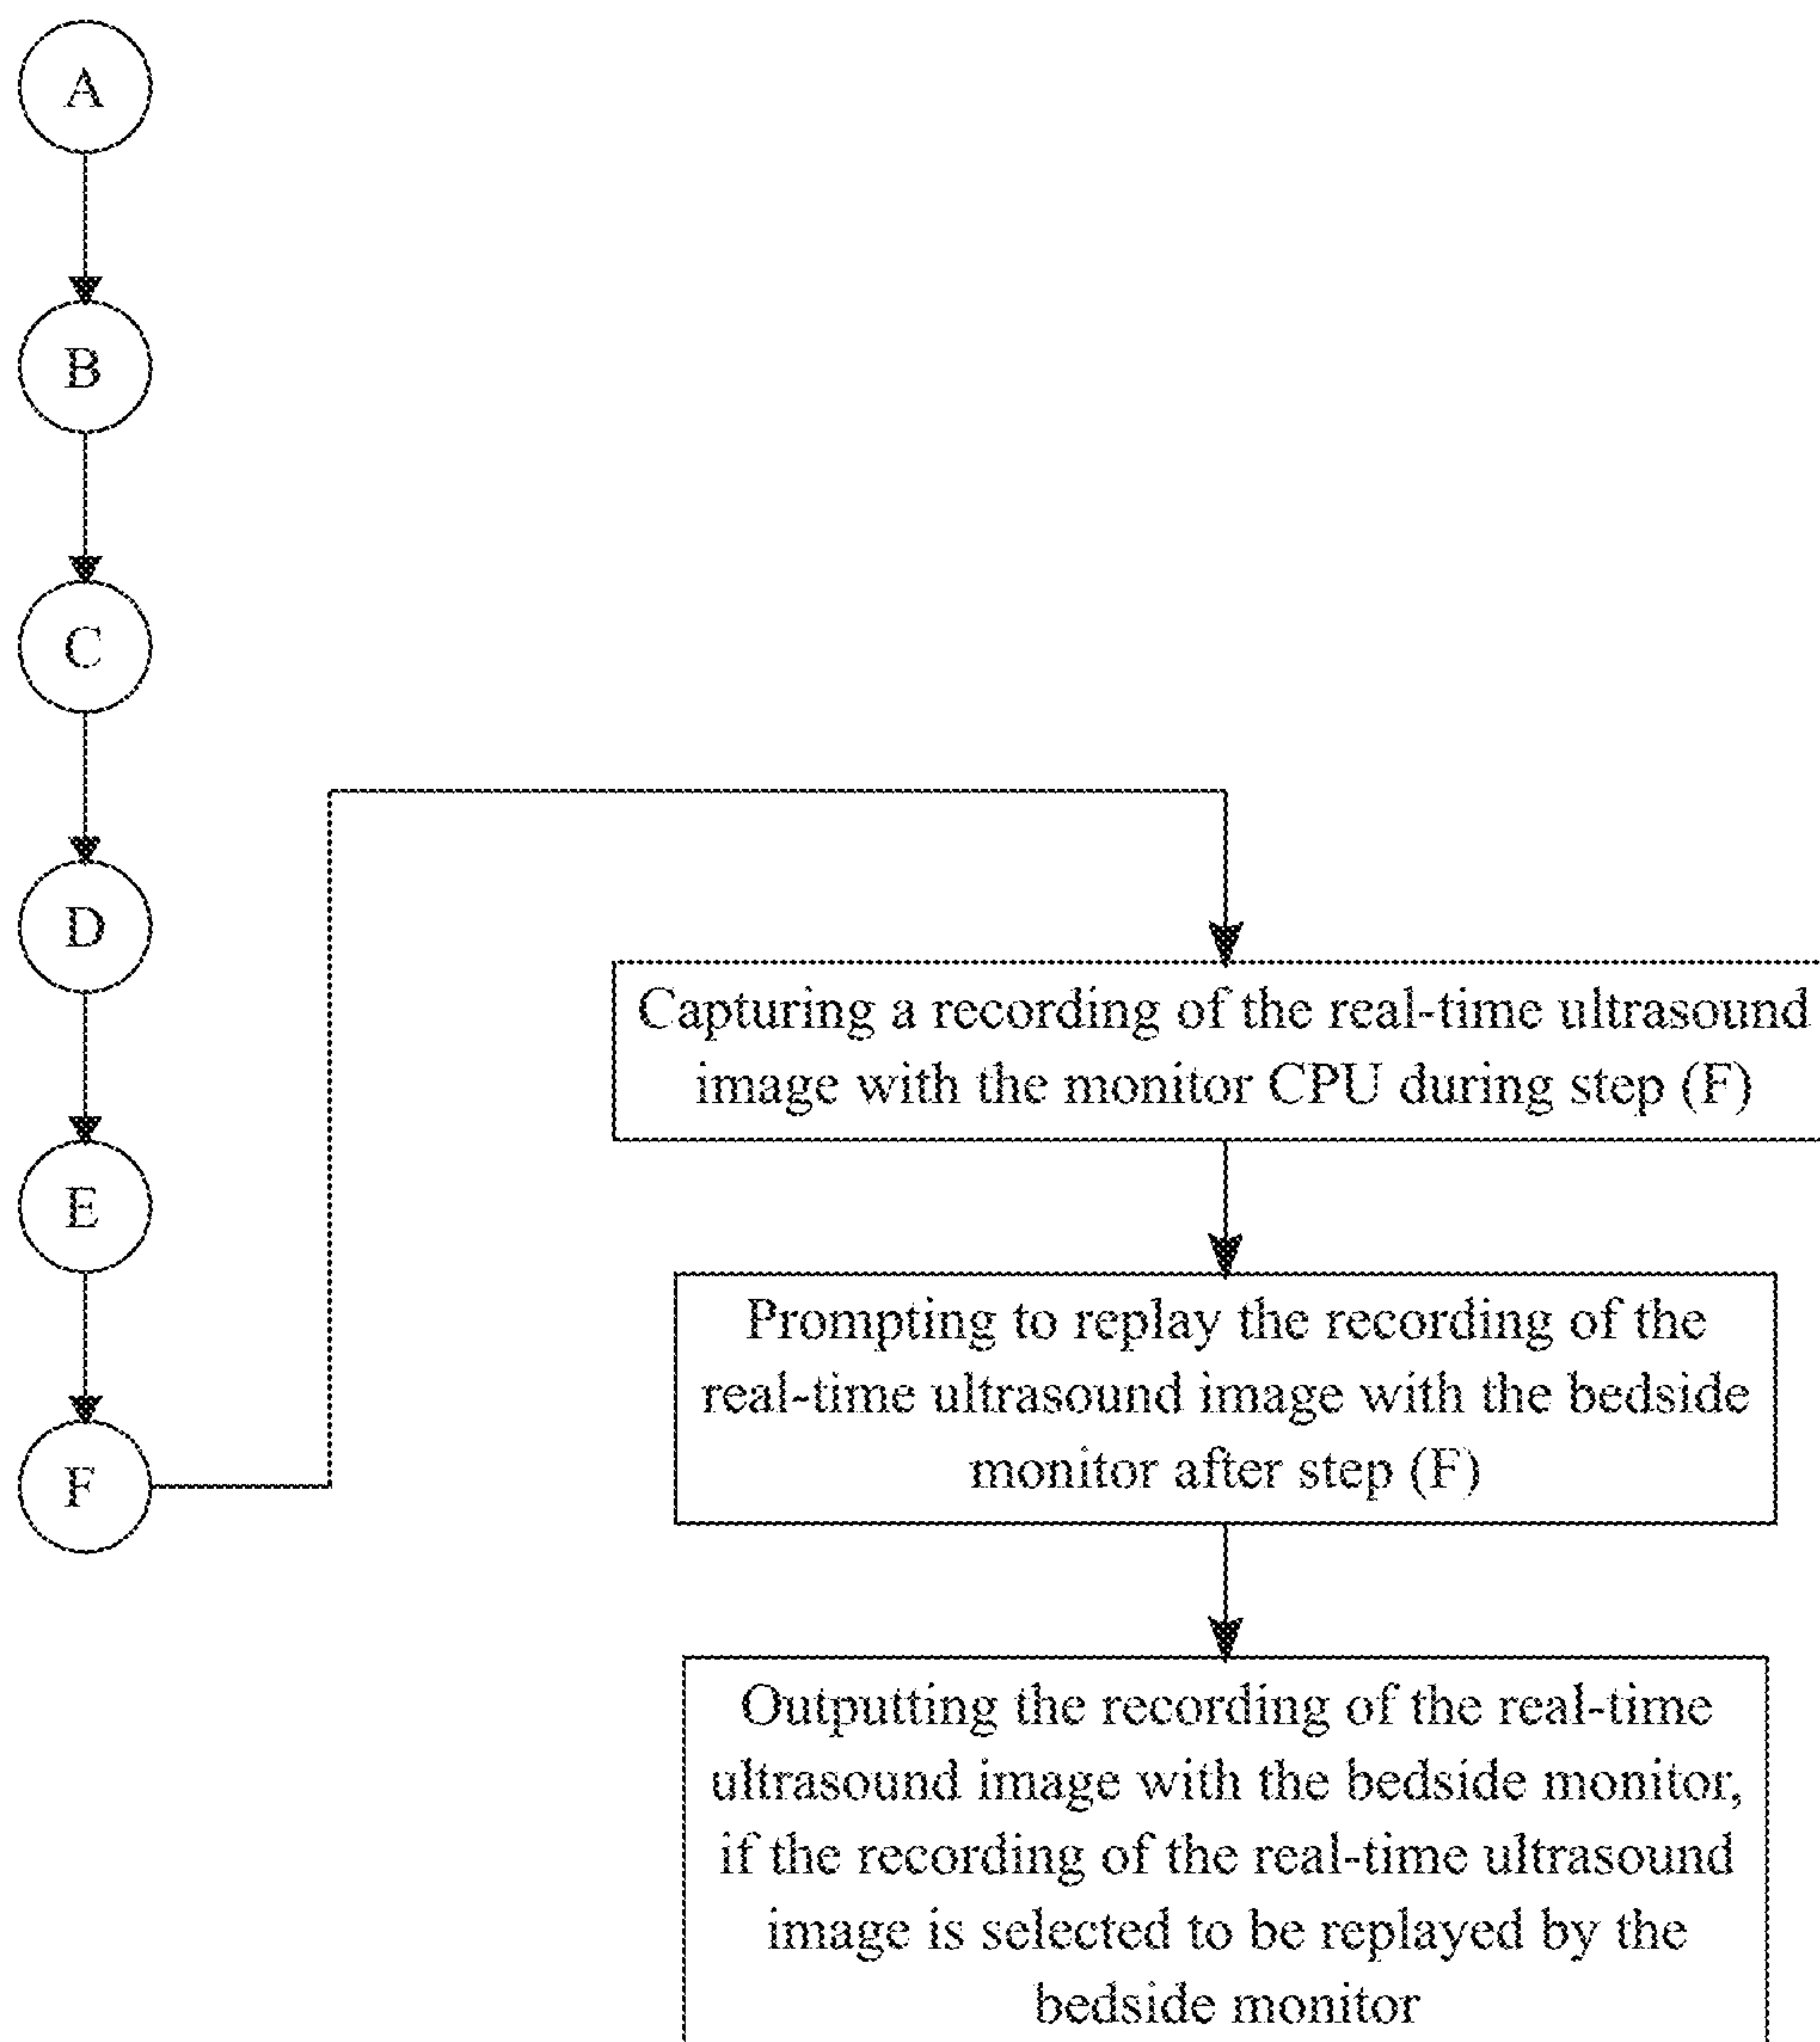 A
B
C
D
E
F
Capturing a recording of the real-time ultrasound
image with the monitor CPU during step (F)
Prompting to replay the recording of the
real-time ultrasound image with the bedside
monitor after step (F)
Outputting the recording of the real-time
ultrasound image with the bedside monitor,
if the recording of the real-time ultrasound
image is selected to be replayed by the
bedside monitor